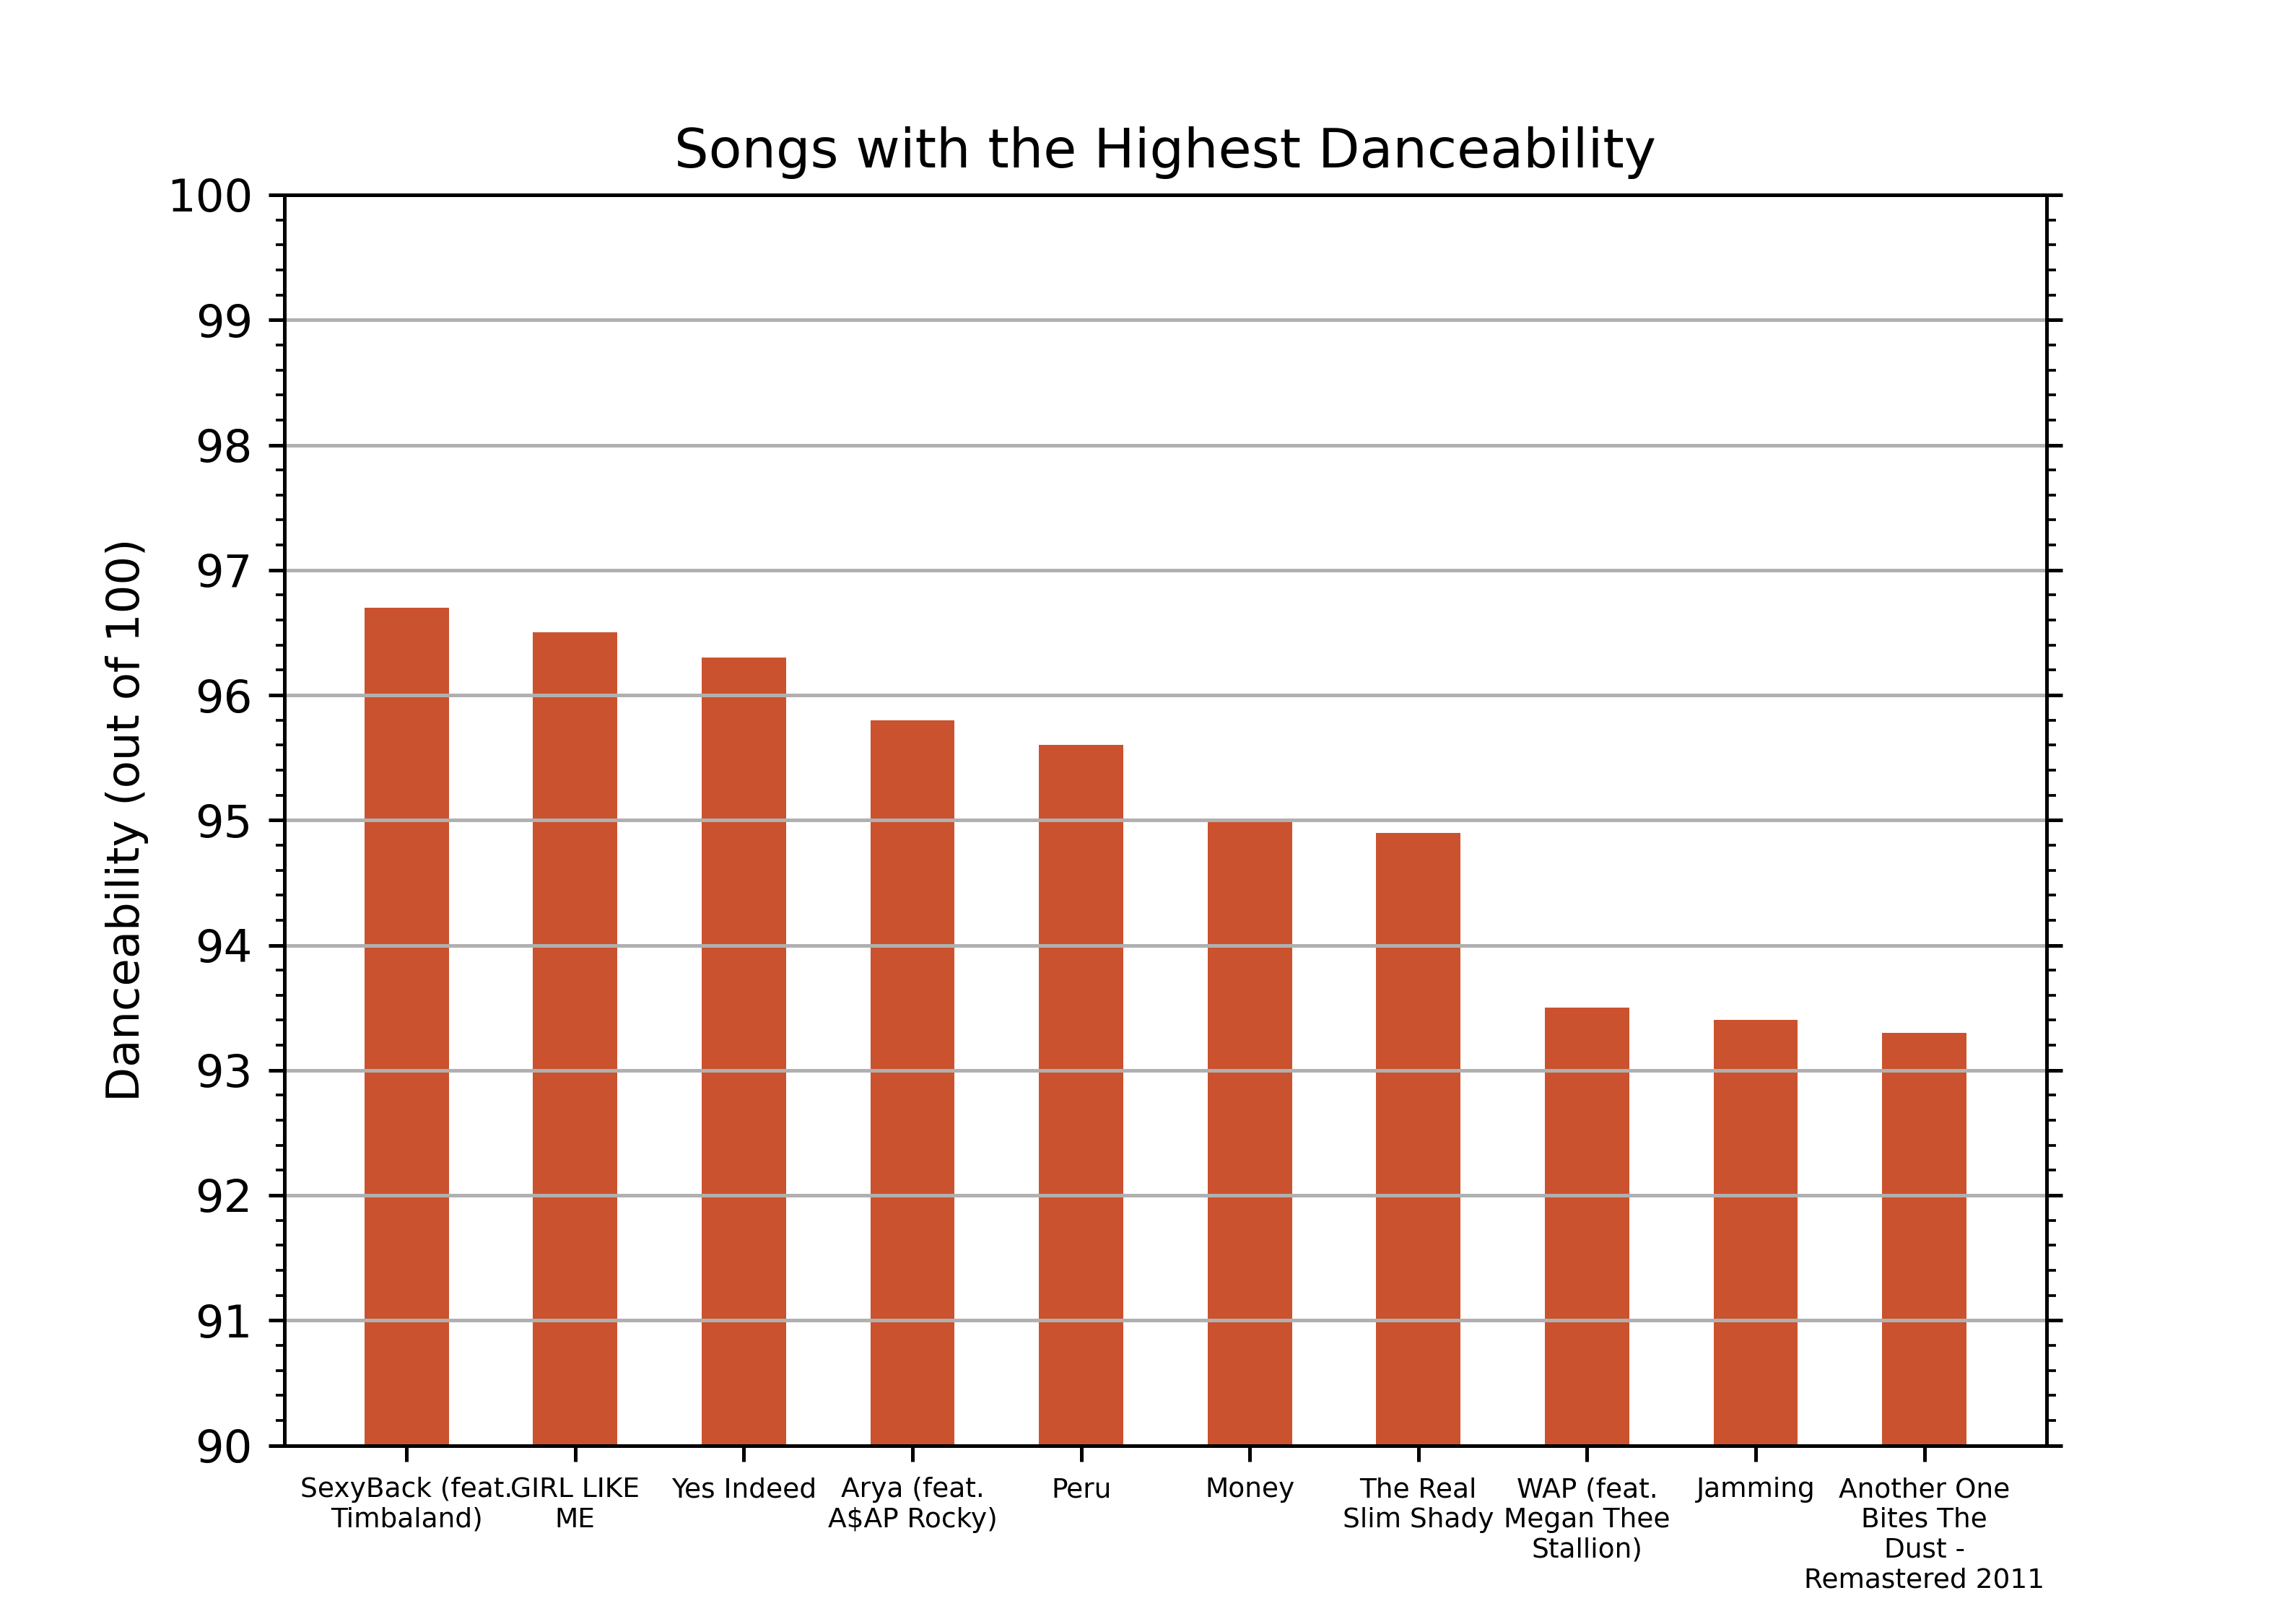 Songs with the Highest Danceability
Danceability (out of 100)
100
99
98
97
96
95
94
93
92
91
90
SexyBack (feat.
Timbaland)
GIRL LIKE
ME
Yes Indeed
Arya (feat.
A$AP Rocky)
Peru
Money
The Real
Slim Shady
WAP (feat.
Megan Thee
Stallion)
Jamming
Another One
Bites The
Dust -
Remastered 2011